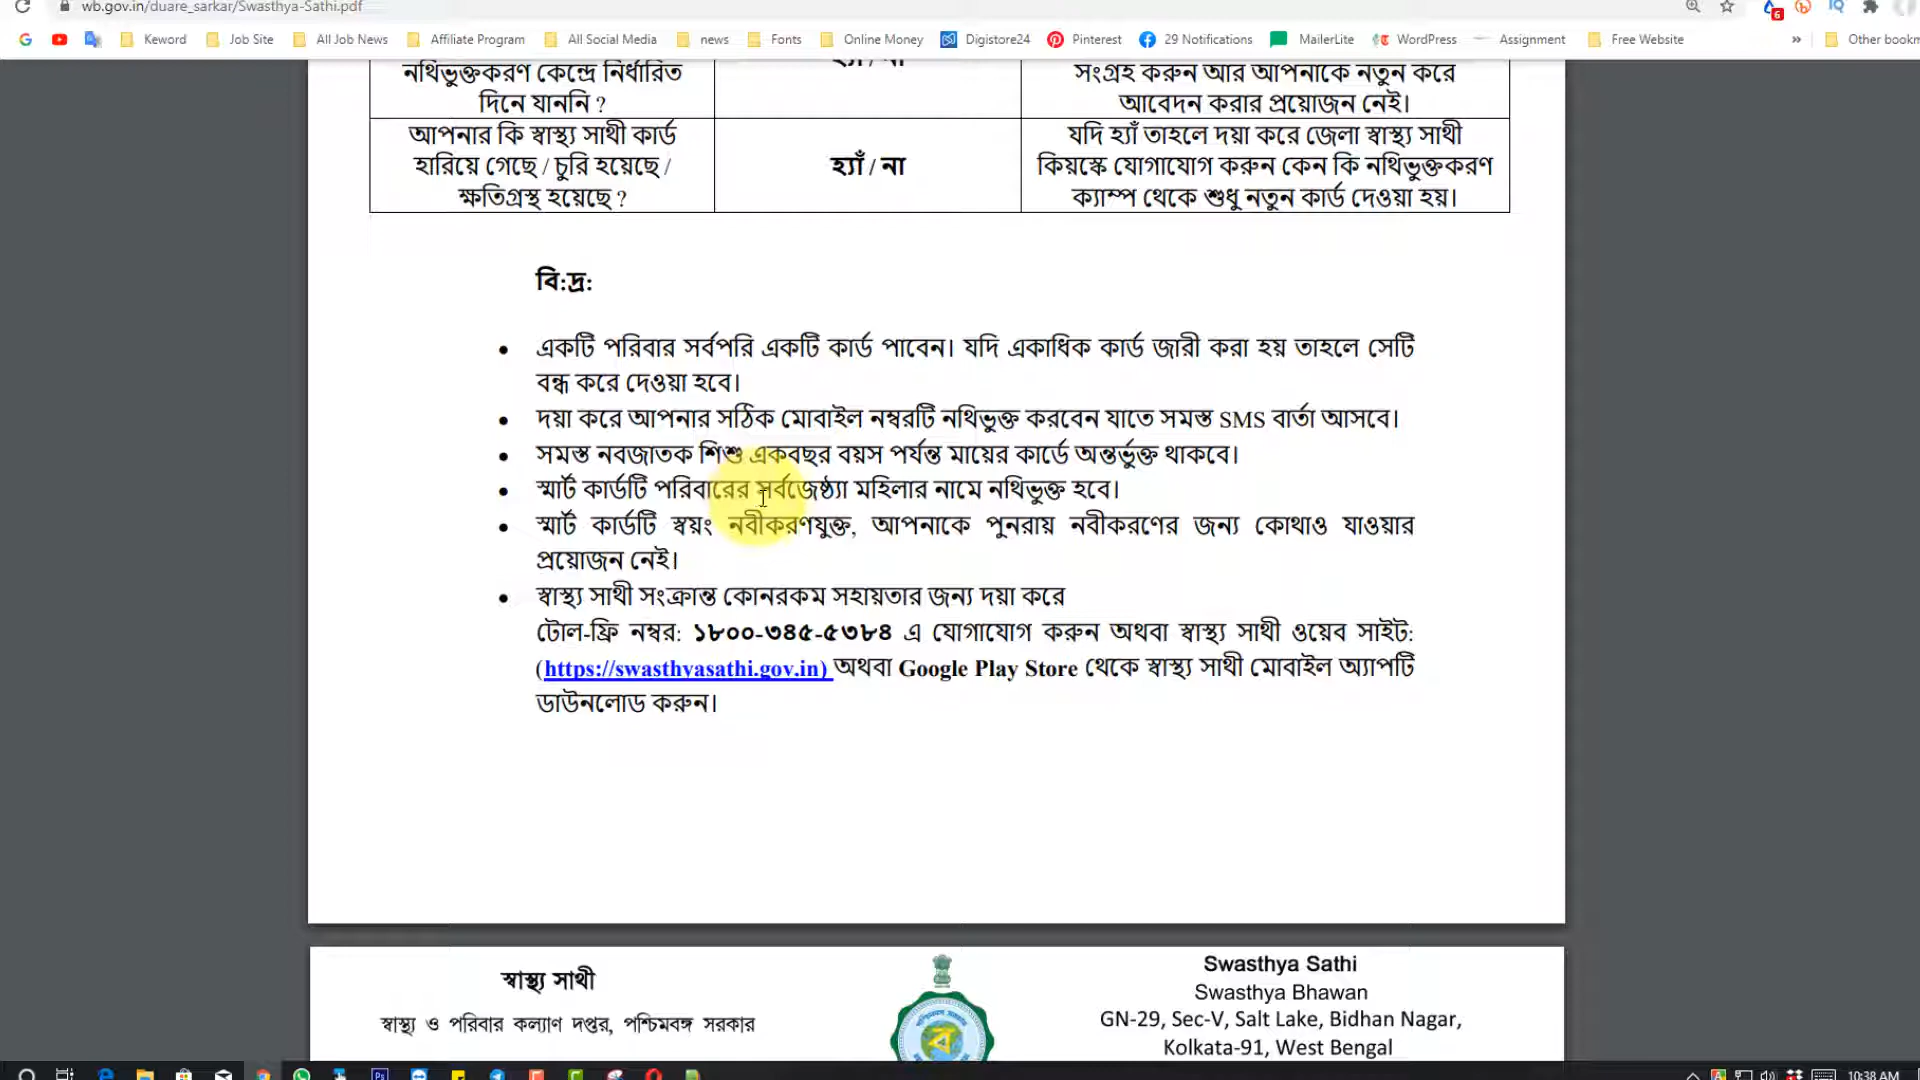 wb.gov.in/duare_sarkar/Swasthya-Sathi.pdf
6
Keword Job Site All Job News Affiliate Program All Social Media news Fonts Online Money Digistore24 Pinterest 29 Notifications MailerLite WordPress Assignment Free Website » Other bookm
নথিভুক্তকরণ কেন্দ্রে নির্ধারিত
দিনে যাননি ?
হ্যাঁ / না
সংগ্রহ করুন আর আপনাকে নতুন করে
আবেদন করার প্রয়োজন নেই।
আপনার কি স্বাস্থ্য সাথী কার্ড
হারিয়ে গেছে / চুরি হয়েছে /
ক্ষতিগ্রস্থ হয়েছে ?
হ্যাঁ / না
যদি হ্যাঁ তাহলে দয়া করে জেলা স্বাস্থ্য সাথী
কিয়স্কে যোগাযোগ করুন কেন কি নথিভুক্তকরণ
ক্যাম্প থেকে শুধু নতুন কার্ড দেওয়া হয়।
বি:দ্র:
• একটি পরিবার সর্বপরি একটি কার্ড পাবেন। যদি একাধিক কার্ড জারী করা হয় তাহলে সেটি
বন্ধ করে দেওয়া হবে।
• দয়া করে আপনার সঠিক মোবাইল নম্বরটি নথিভুক্ত করবেন যাতে সমস্ত SMS বার্তা আসবে।
• সমস্ত নবজাতক শিশু একবছর বয়স পর্যন্ত মায়ের কার্ডে অন্তর্ভুক্ত থাকবে।
• স্মার্ট কার্ডটি পরিবারের সর্বজেষ্ঠ্যা মহিলার নামে নথিভুক্ত হবে।
• স্মার্ট কার্ডটি স্বয়ং নবীকরণযুক্ত, আপনাকে পুনরায় নবীকরণের জন্য কোথাও যাওয়ার
প্রয়োজন নেই।
• স্বাস্থ্য সাথী সংক্রান্ত কোনরকম সহায়তার জন্য দয়া করে
টোল-ফ্রি নম্বর: ১৮০০-৩৪৫-৫৩৮৪ এ যোগাযোগ করুন অথবা স্বাস্থ্য সাথী ওয়েব সাইট:
(https://swasthyasathi.gov.in) অথবা Google Play Store থেকে স্বাস্থ্য সাথী মোবাইল অ্যাপটি
ডাউনলোড করুন।
স্বাস্থ্য সাথী
স্বাস্থ্য ও পরিবার কল্যাণ দপ্তর, পশ্চিমবঙ্গ সরকার
Swasthya Sathi
Swasthya Bhawan
GN-29, Sec-V, Salt Lake, Bidhan Nagar,
Kolkata-91, West Bengal
10:38 AM